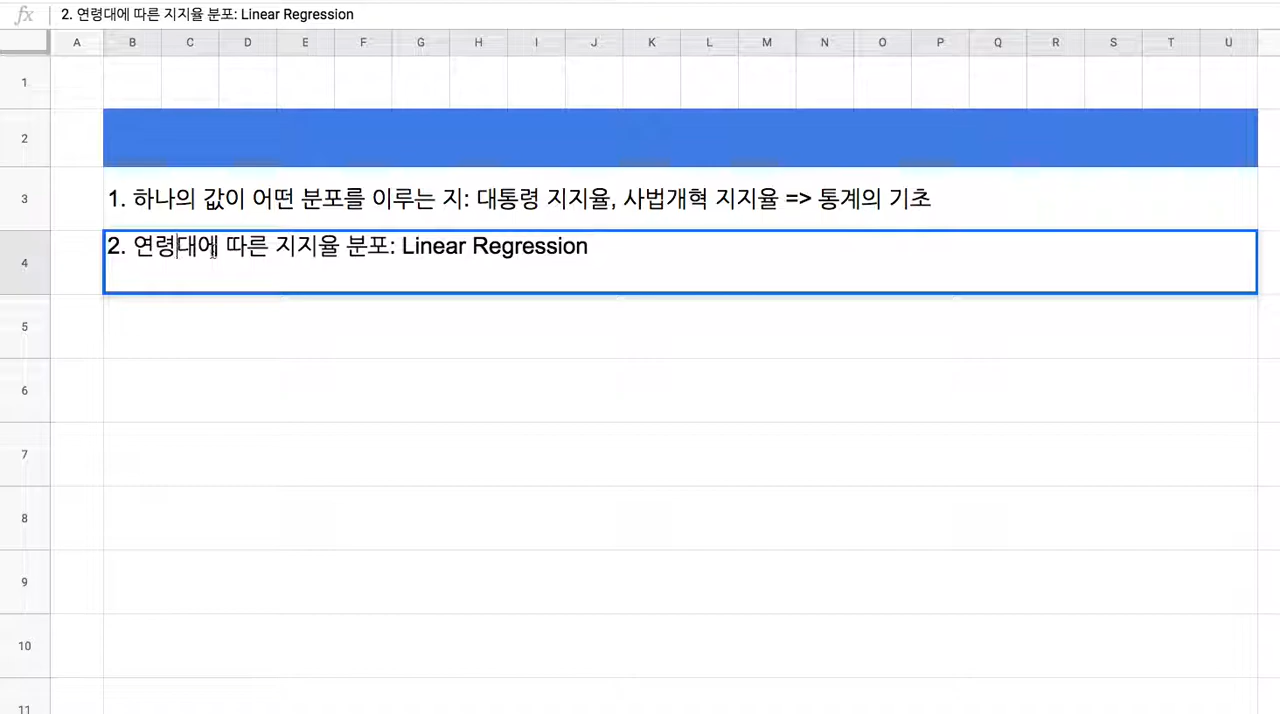 fx 2. 연령대에 따른 지지율 분포: Linear Regression
A B C D E F G H I J K L M N O P Q R S T U
1
2
3 1. 하나의 값이 어떤 분포를 이루는 지: 대통령 지지율, 사법개혁 지지율 => 통계의 기초
4 2. 연령대에 따른 지지율 분포: Linear Regression
5
6
7
8
9
10
11